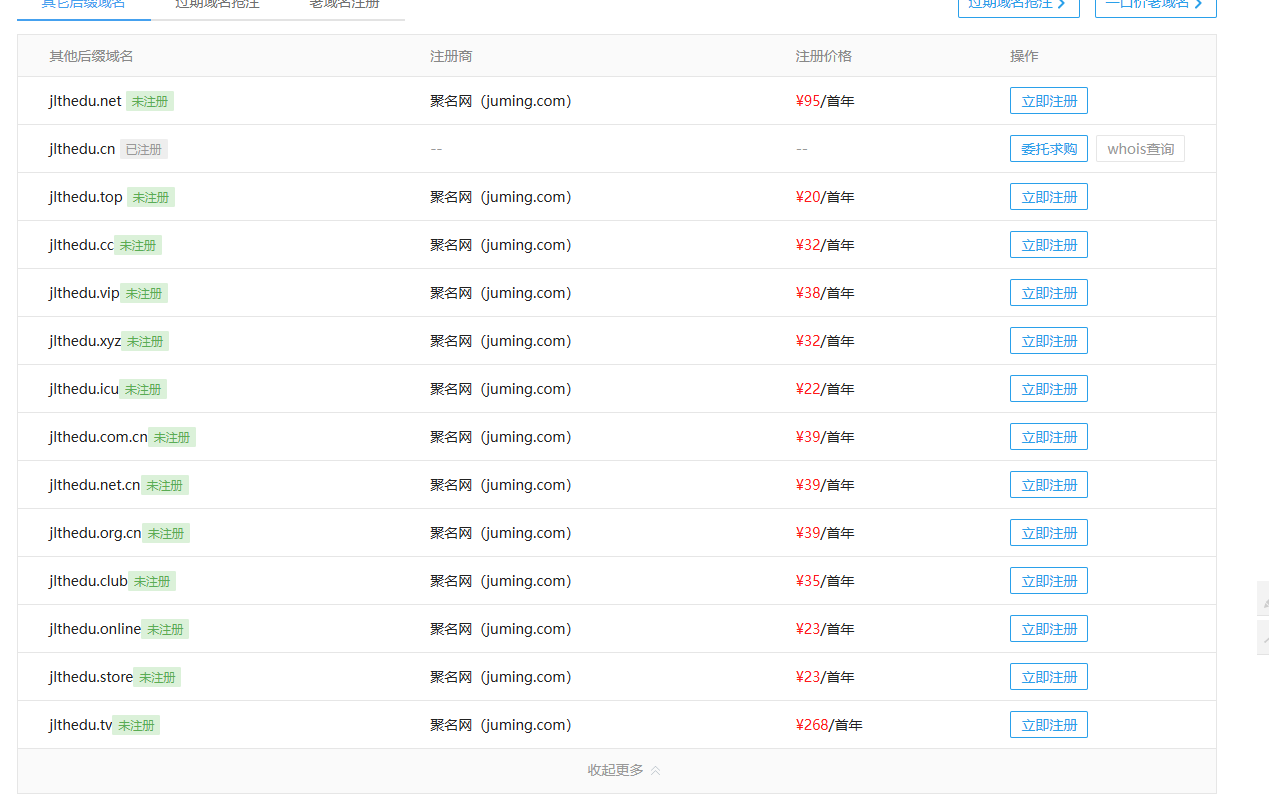 其它后缀域名 过期域名抢注 老域名注册 过期域名抢注 一口价老域名
其他后缀域名 注册商 注册价格 操作
jlthedu.net 未注册 聚名网（juming.com） ¥95/首年 立即注册
jlthedu.cn 已注册 -- -- 委托求购 whois查询
jlthedu.top 未注册 聚名网（juming.com） ¥20/首年 立即注册
jlthedu.cc 未注册 聚名网（juming.com） ¥32/首年 立即注册
jlthedu.vip 未注册 聚名网（juming.com） ¥38/首年 立即注册
jlthedu.xyz 未注册 聚名网（juming.com） ¥32/首年 立即注册
jlthedu.icu 未注册 聚名网（juming.com） ¥22/首年 立即注册
jlthedu.com.cn 未注册 聚名网（juming.com） ¥39/首年 立即注册
jlthedu.net.cn 未注册 聚名网（juming.com） ¥39/首年 立即注册
jlthedu.org.cn 未注册 聚名网（juming.com） ¥39/首年 立即注册
jlthedu.club 未注册 聚名网（juming.com） ¥35/首年 立即注册
jlthedu.online 未注册 聚名网（juming.com） ¥23/首年 立即注册
jlthedu.store 未注册 聚名网（juming.com） ¥23/首年 立即注册
jlthedu.tv 未注册 聚名网（juming.com） ¥268/首年 立即注册
收起更多